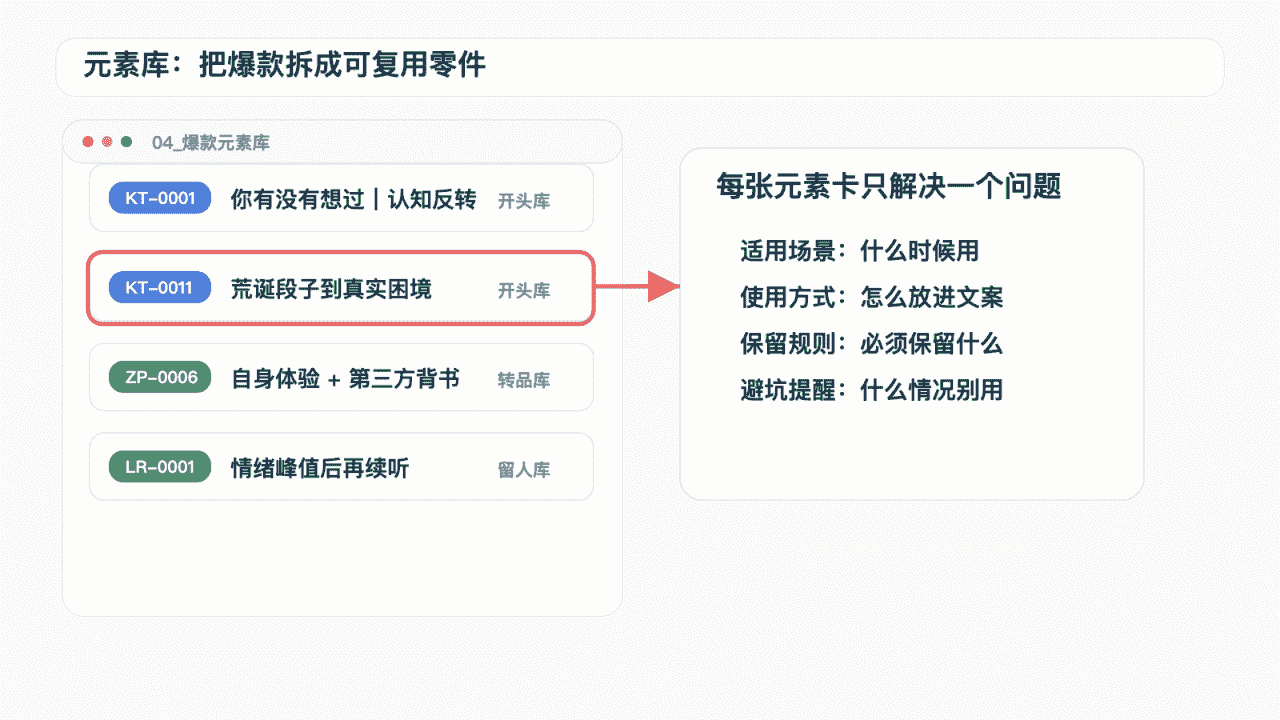 元素库：把爆款拆成可复用零件
04_爆款元素库
KT-0001 你有没有想过｜认知反转 开头库
KT-0011 荒诞段子到真实困境 开头库
ZP-0006 自身体验 + 第三方背书 转品库
LR-0001 情绪峰值后再续听 留人库
每张元素卡只解决一个问题
适用场景：什么时候用
使用方式：怎么放进文案
保留规则：必须保留什么
避坑提醒：什么情况别用